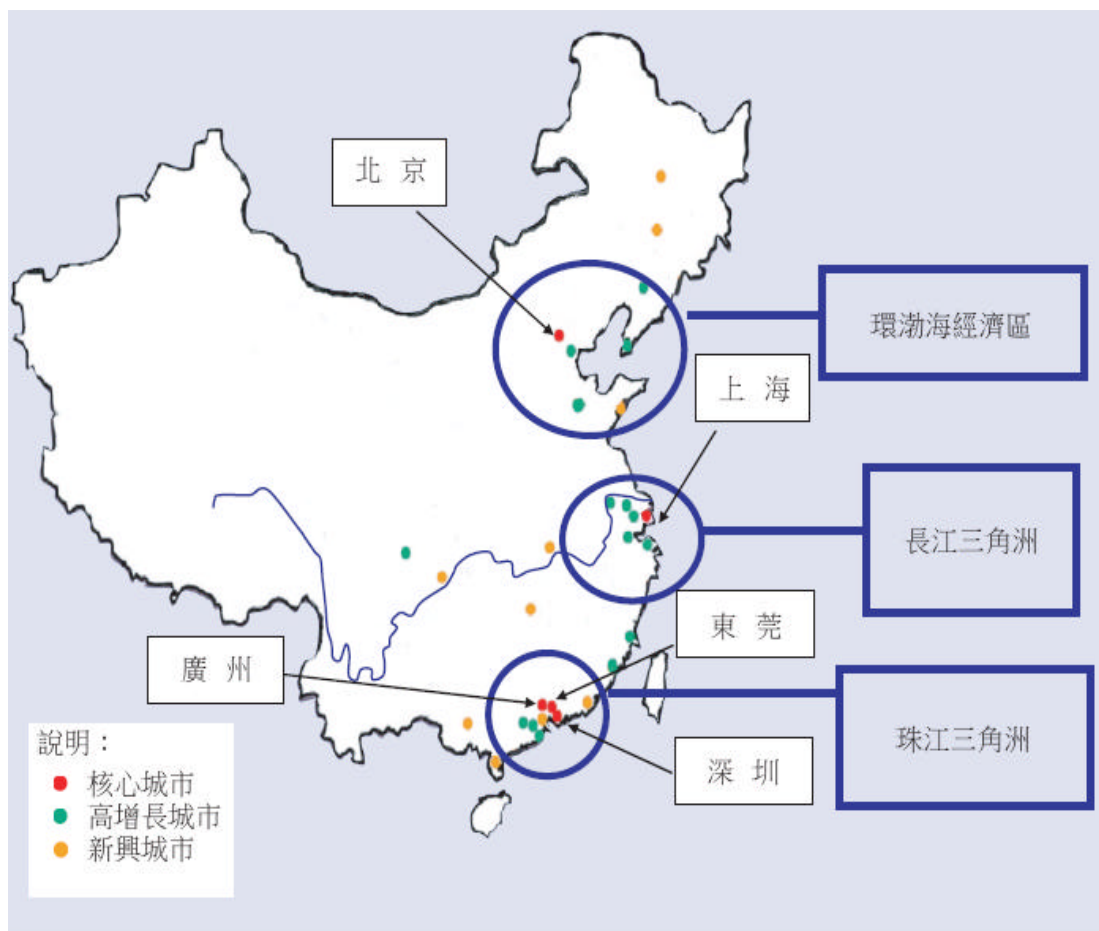 北京
環渤海經濟區
上海
長江三角洲
東莞
廣州
珠江三角洲
深圳
說明：
核心城市
高增長城市
新興城市